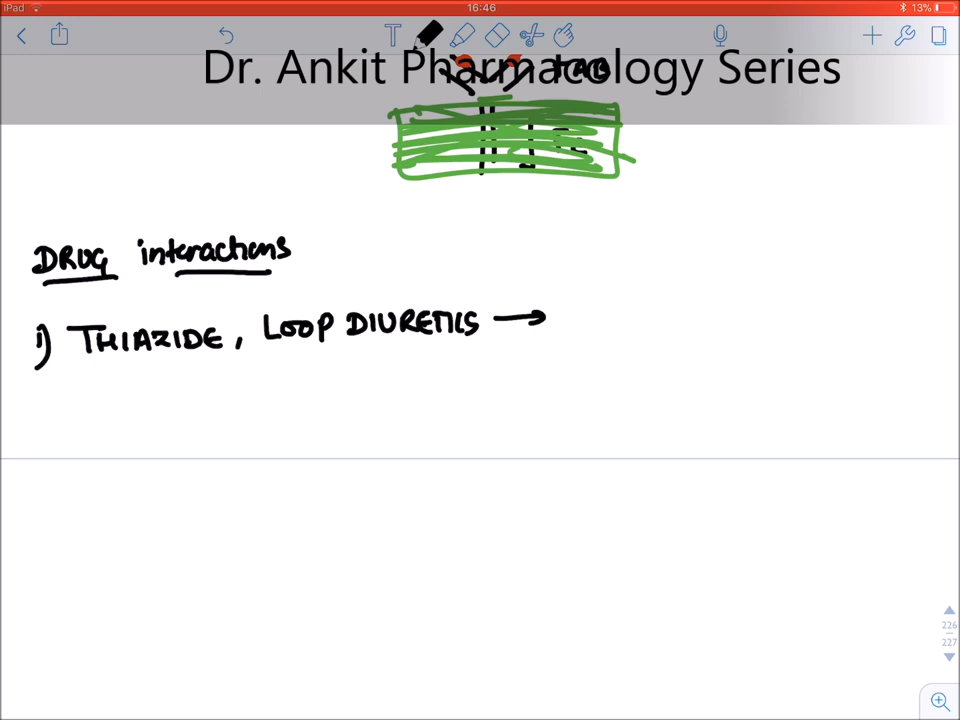 iPad 16:46 13%
T
Dr. Ankit Pharmacology Series
DRUG interactions
1) THIAZIDE, LOOP DIURETICS →
226
227